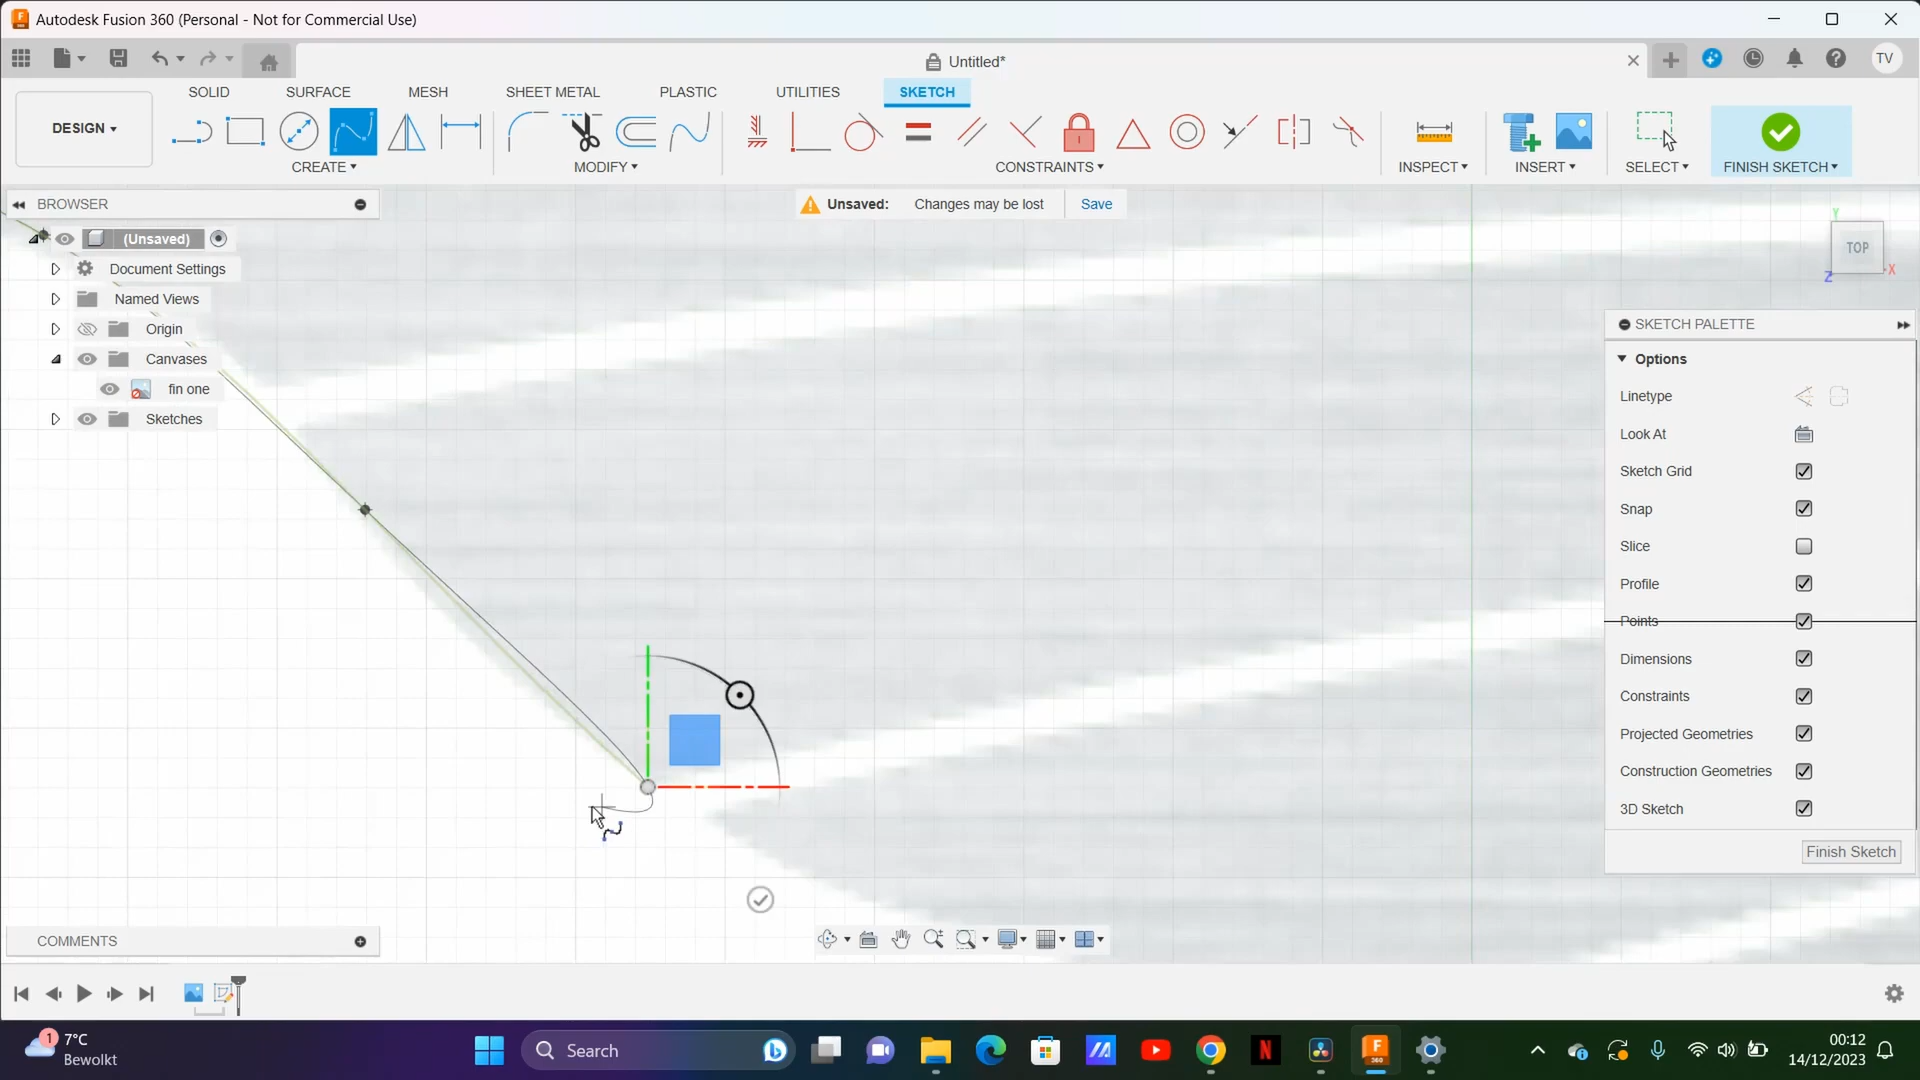 Autodesk Fusion 360 (Personal - Not for Commercial Use)
Untitled*
TV
DESIGN
SOLID
SURFACE
MESH
SHEET METAL
PLASTIC
UTILITIES
SKETCH
CREATE
MODIFY
CONSTRAINTS
INSPECT
INSERT
SELECT
FINISH SKETCH
BROWSER
Unsaved: Changes may be lost Save
(Unsaved)
Document Settings
Named Views
Origin
Canvases
fin one
Sketches
Y
TOP
X
Z
SKETCH PALETTE
Options
Linetype
Look At
Sketch Grid
Snap
Slice
Profile
Points
Dimensions
Constraints
Projected Geometries
Construction Geometries
3D Sketch
Finish Sketch
COMMENTS
1
7°C
Bewolkt
Search
N
F
360
00:12
14/12/2023